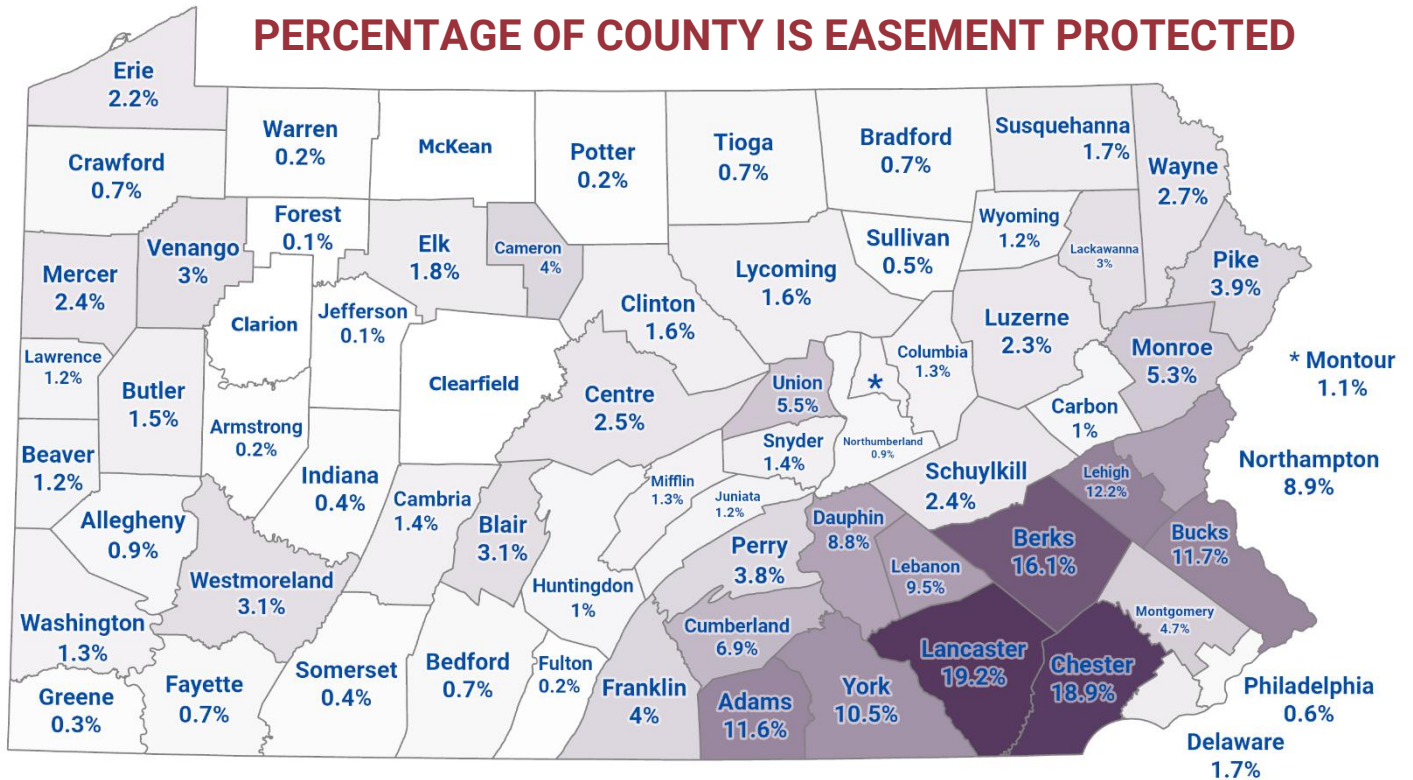 PERCENTAGE OF COUNTY IS EASEMENT PROTECTED
Erie
2.2%
Warren
0.2%
McKean
Potter
0.2%
Tioga
0.7%
Bradford
0.7%
Susquehanna
1.7%
Wayne
2.7%
Crawford
0.7%
Forest
0.1%
Venango
3%
Elk
1.8%
Cameron
4%
Sullivan
0.5%
Wyoming
1.2%
Lackawanna
3%
Pike
3.9%
Mercer
2.4%
Clarion
Jefferson
0.1%
Clinton
1.6%
Lycoming
1.6%
Luzerne
2.3%
Columbia
1.3%
Monroe
5.3%
* Montour
1.1%
Lawrence
1.2%
Butler
1.5%
Clearfield
Centre
2.5%
Union
5.5%
*
Carbon
1%
Armstrong
0.2%
Snyder
1.4%
Northumberland
0.9%
Northampton
8.9%
Beaver
1.2%
Indiana
0.4%
Cambria
1.4%
Mifflin
1.3%
Juniata
1.2%
Schuylkill
2.4%
Lehigh
12.2%
Allegheny
0.9%
Blair
3.1%
Dauphin
8.8%
Perry
3.8%
Berks
16.1%
Bucks
11.7%
Westmoreland
3.1%
Huntingdon
1%
Lebanon
9.5%
Montgomery
4.7%
Washington
1.3%
Cumberland
6.9%
Lancaster
19.2%
Chester
18.9%
Greene
0.3%
Fayette
0.7%
Somerset
0.4%
Bedford
0.7%
Fulton
0.2%
Franklin
4%
Adams
11.6%
York
10.5%
Philadelphia
0.6%
Delaware
1.7%